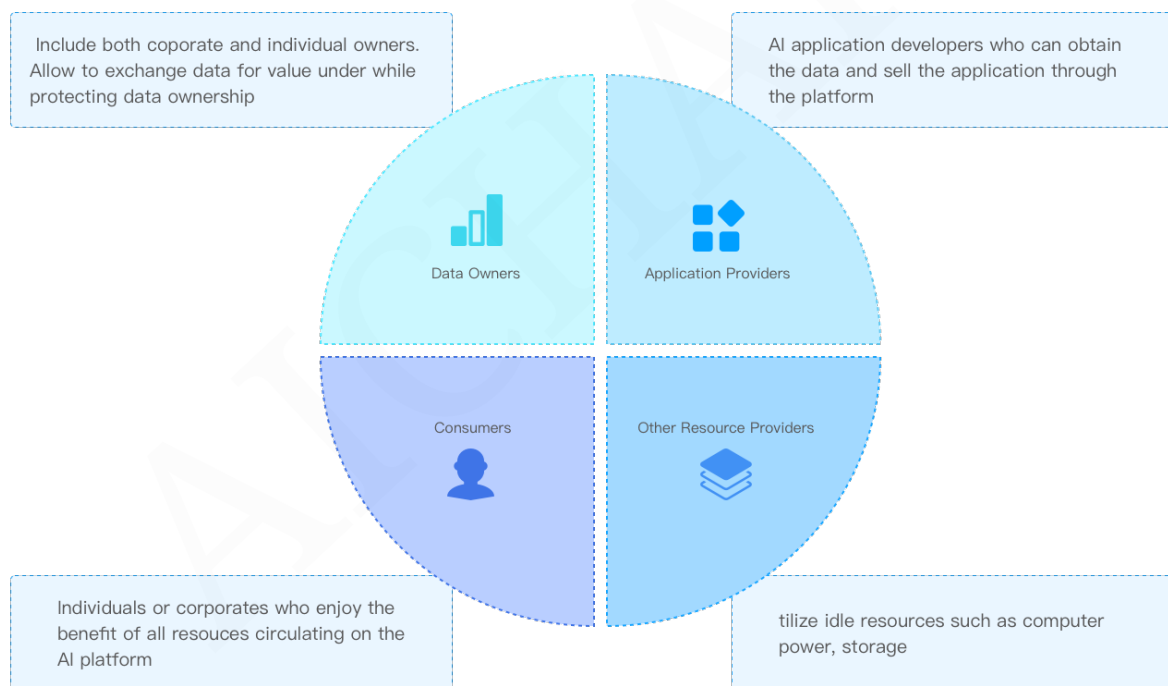 Include both coporate and individual owners.
Allow to exchange data for value under while
protecting data ownership
AI application developers who can obtain
the data and sell the application through
the platform
Data Owners
Application Providers
Consumers
Other Resource Providers
Individuals or corporates who enjoy the
benefit of all resouces circulating on the
AI platform
tilize idle resources such as computer
power, storage